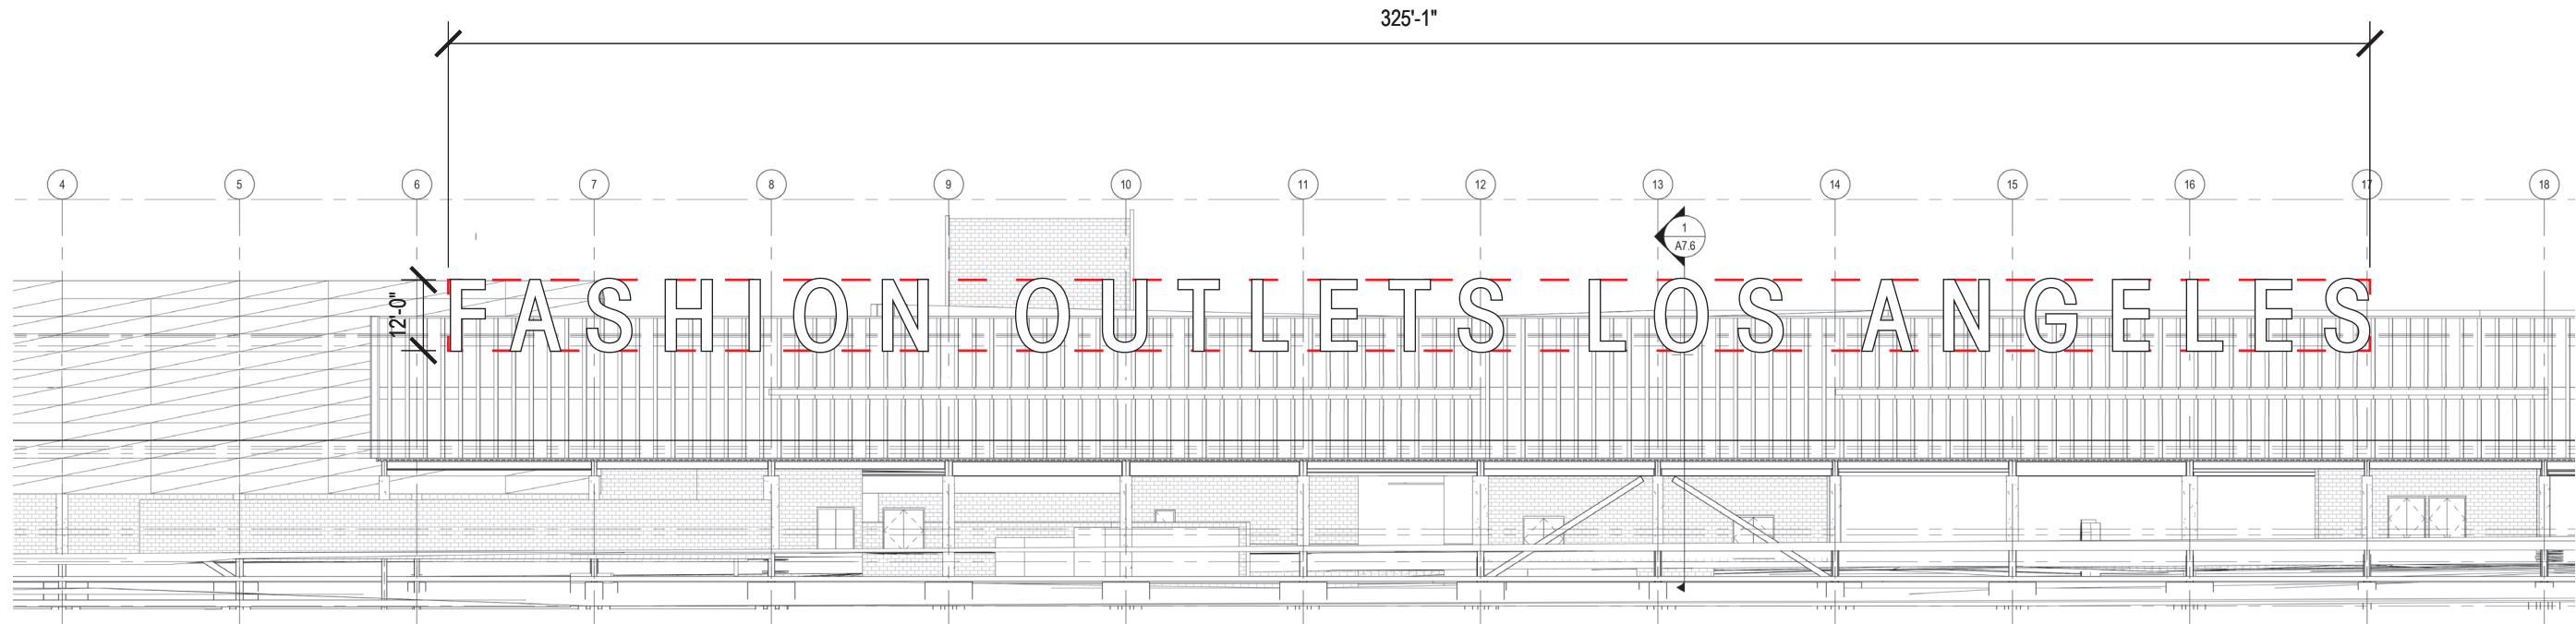 325'-1"
4 5 6 7 8 9 10 11 12 13 14 15 16 17 18
1
A7.6
12'-0"
FASHION OUTLETS LOS ANGELES